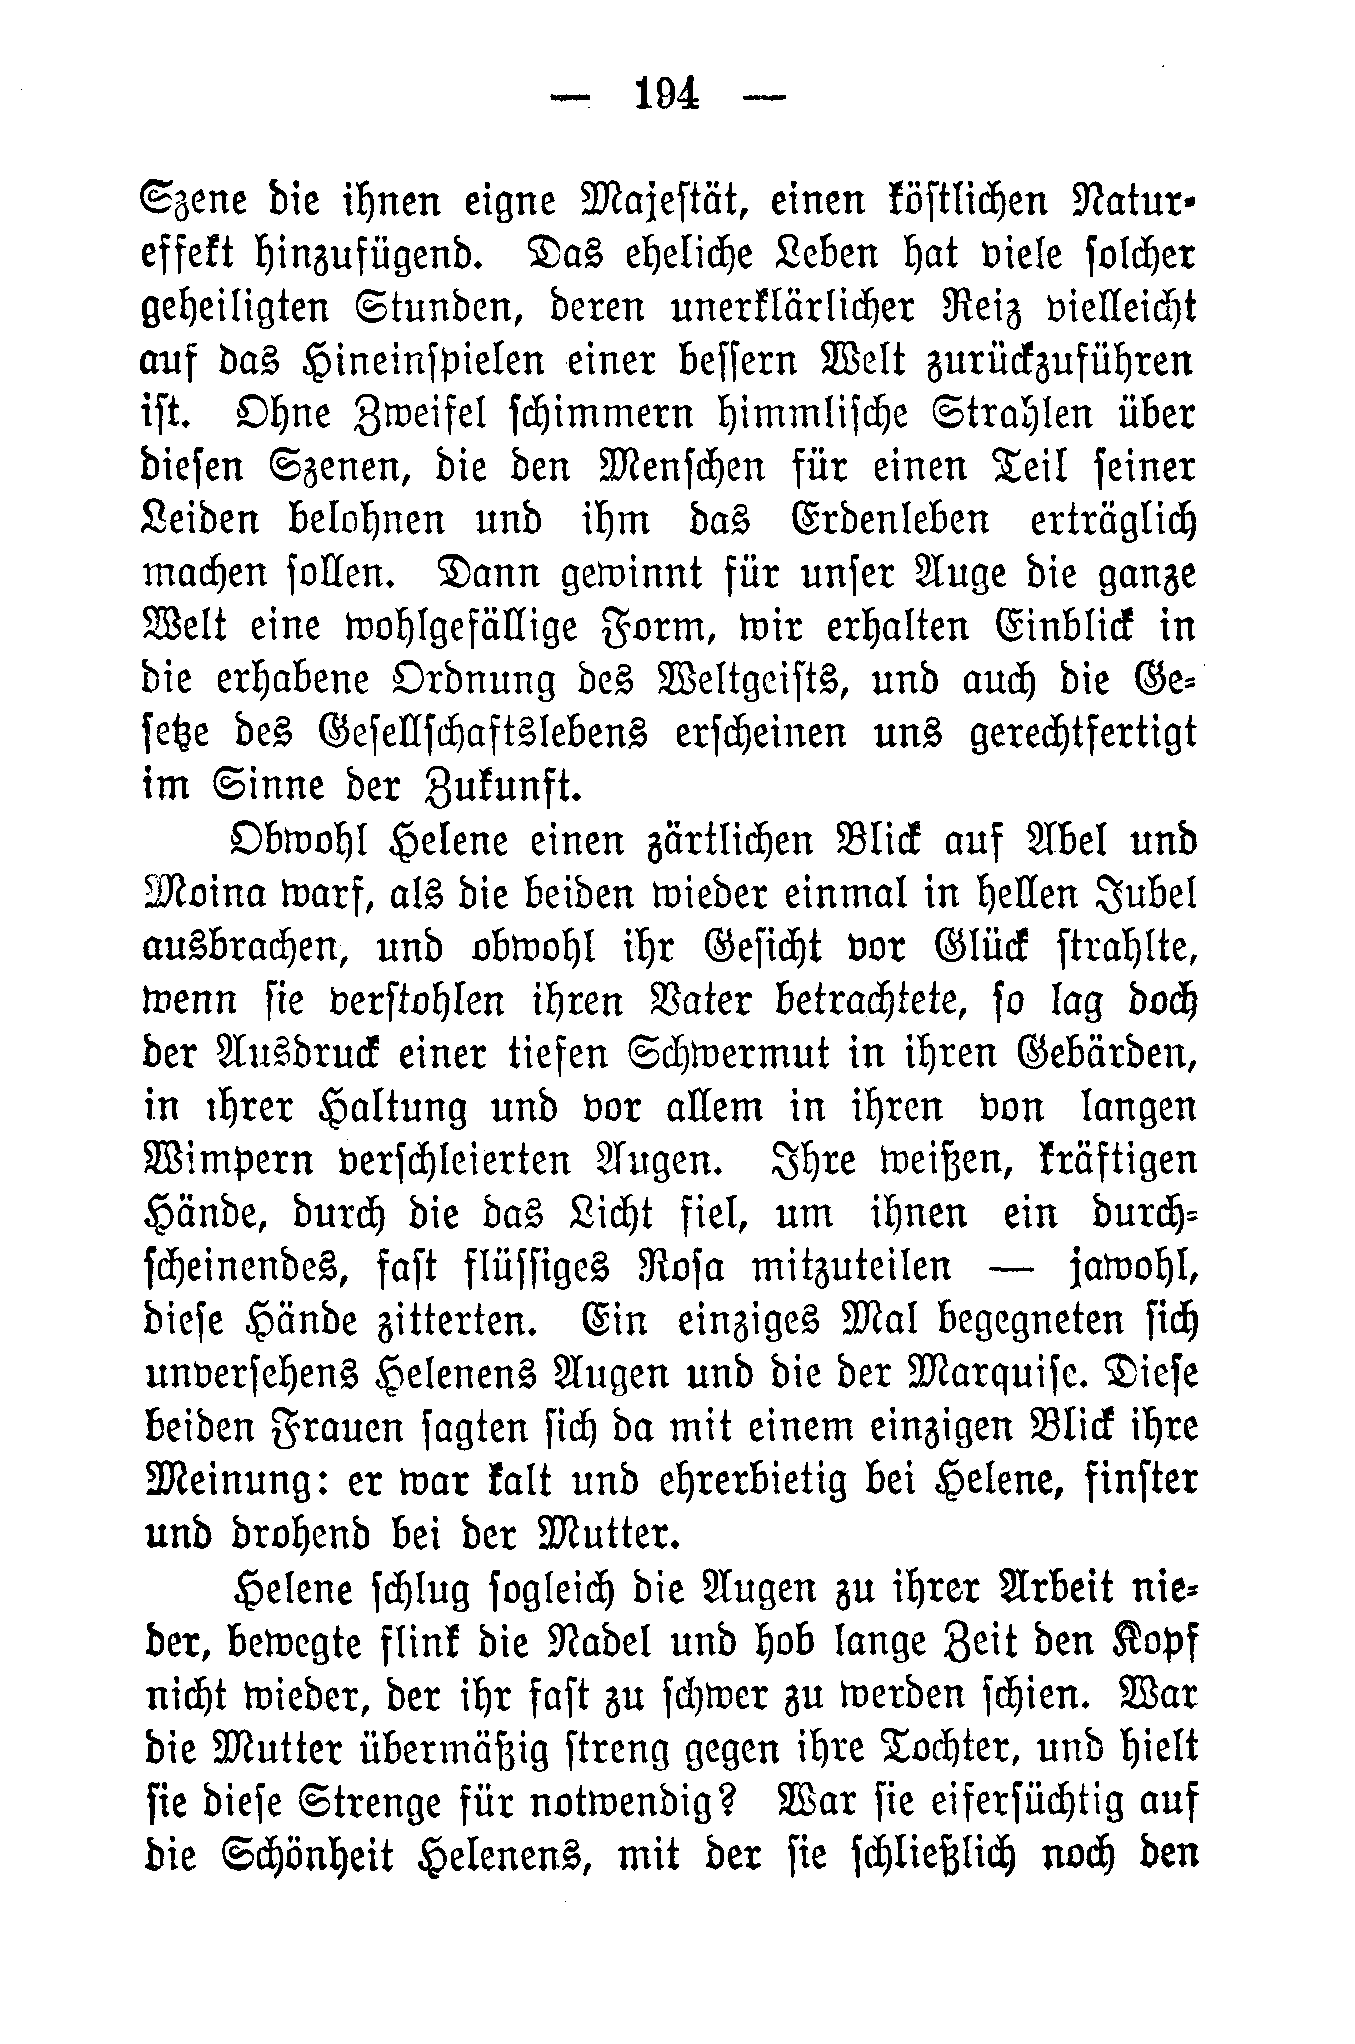 — 194 —
Szene die ihnen eigne Majestät, einen köstlichen Natur-
effekt hinzufügend. Das eheliche Leben hat viele solcher
geheiligten Stunden, deren unerklärlicher Reiz vielleicht
auf das Hineinspielen einer bessern Welt zurückzuführen
ist. Ohne Zweifel schimmern himmlische Strahlen über
diesen Szenen, die den Menschen für einen Teil seiner
Leiden belohnen und ihm das Erdenleben erträglich
machen sollen. Dann gewinnt für unser Auge die ganze
Welt eine wohlgefällige Form, wir erhalten Einblick in
die erhabene Ordnung des Weltgeists, und auch die Ge-
setze des Gesellschaftslebens erscheinen uns gerechtfertigt
im Sinne der Zukunft.
Obwohl Helene einen zärtlichen Blick auf Abel und
Moina warf, als die beiden wieder einmal in hellen Jubel
ausbrachen, und obwohl ihr Gesicht vor Glück strahlte,
wenn sie verstohlen ihren Vater betrachtete, so lag doch
der Ausdruck einer tiefen Schwermut in ihren Gebärden,
in ihrer Haltung und vor allem in ihren von langen
Wimpern verschleierten Augen. Ihre weißen, kräftigen
Hände, durch die das Licht fiel, um ihnen ein durch-
scheinendes, fast flüssiges Rosa mitzuteilen — jawohl,
diese Hände zitterten. Ein einziges Mal begegneten sich
unversehens Helenens Augen und die der Marquise. Diese
beiden Frauen sagten sich da mit einem einzigen Blick ihre
Meinung: er war kalt und ehrerbietig bei Helene, finster
und drohend bei der Mutter.
Helene schlug sogleich die Augen zu ihrer Arbeit nie-
der, bewegte flink die Nadel und hob lange Zeit den Kopf
nicht wieder, der ihr fast zu schwer zu werden schien. War
die Mutter übermäßig streng gegen ihre Tochter, und hielt
sie diese Strenge für notwendig? War sie eifersüchtig auf
die Schönheit Helenens, mit der sie schließlich noch den